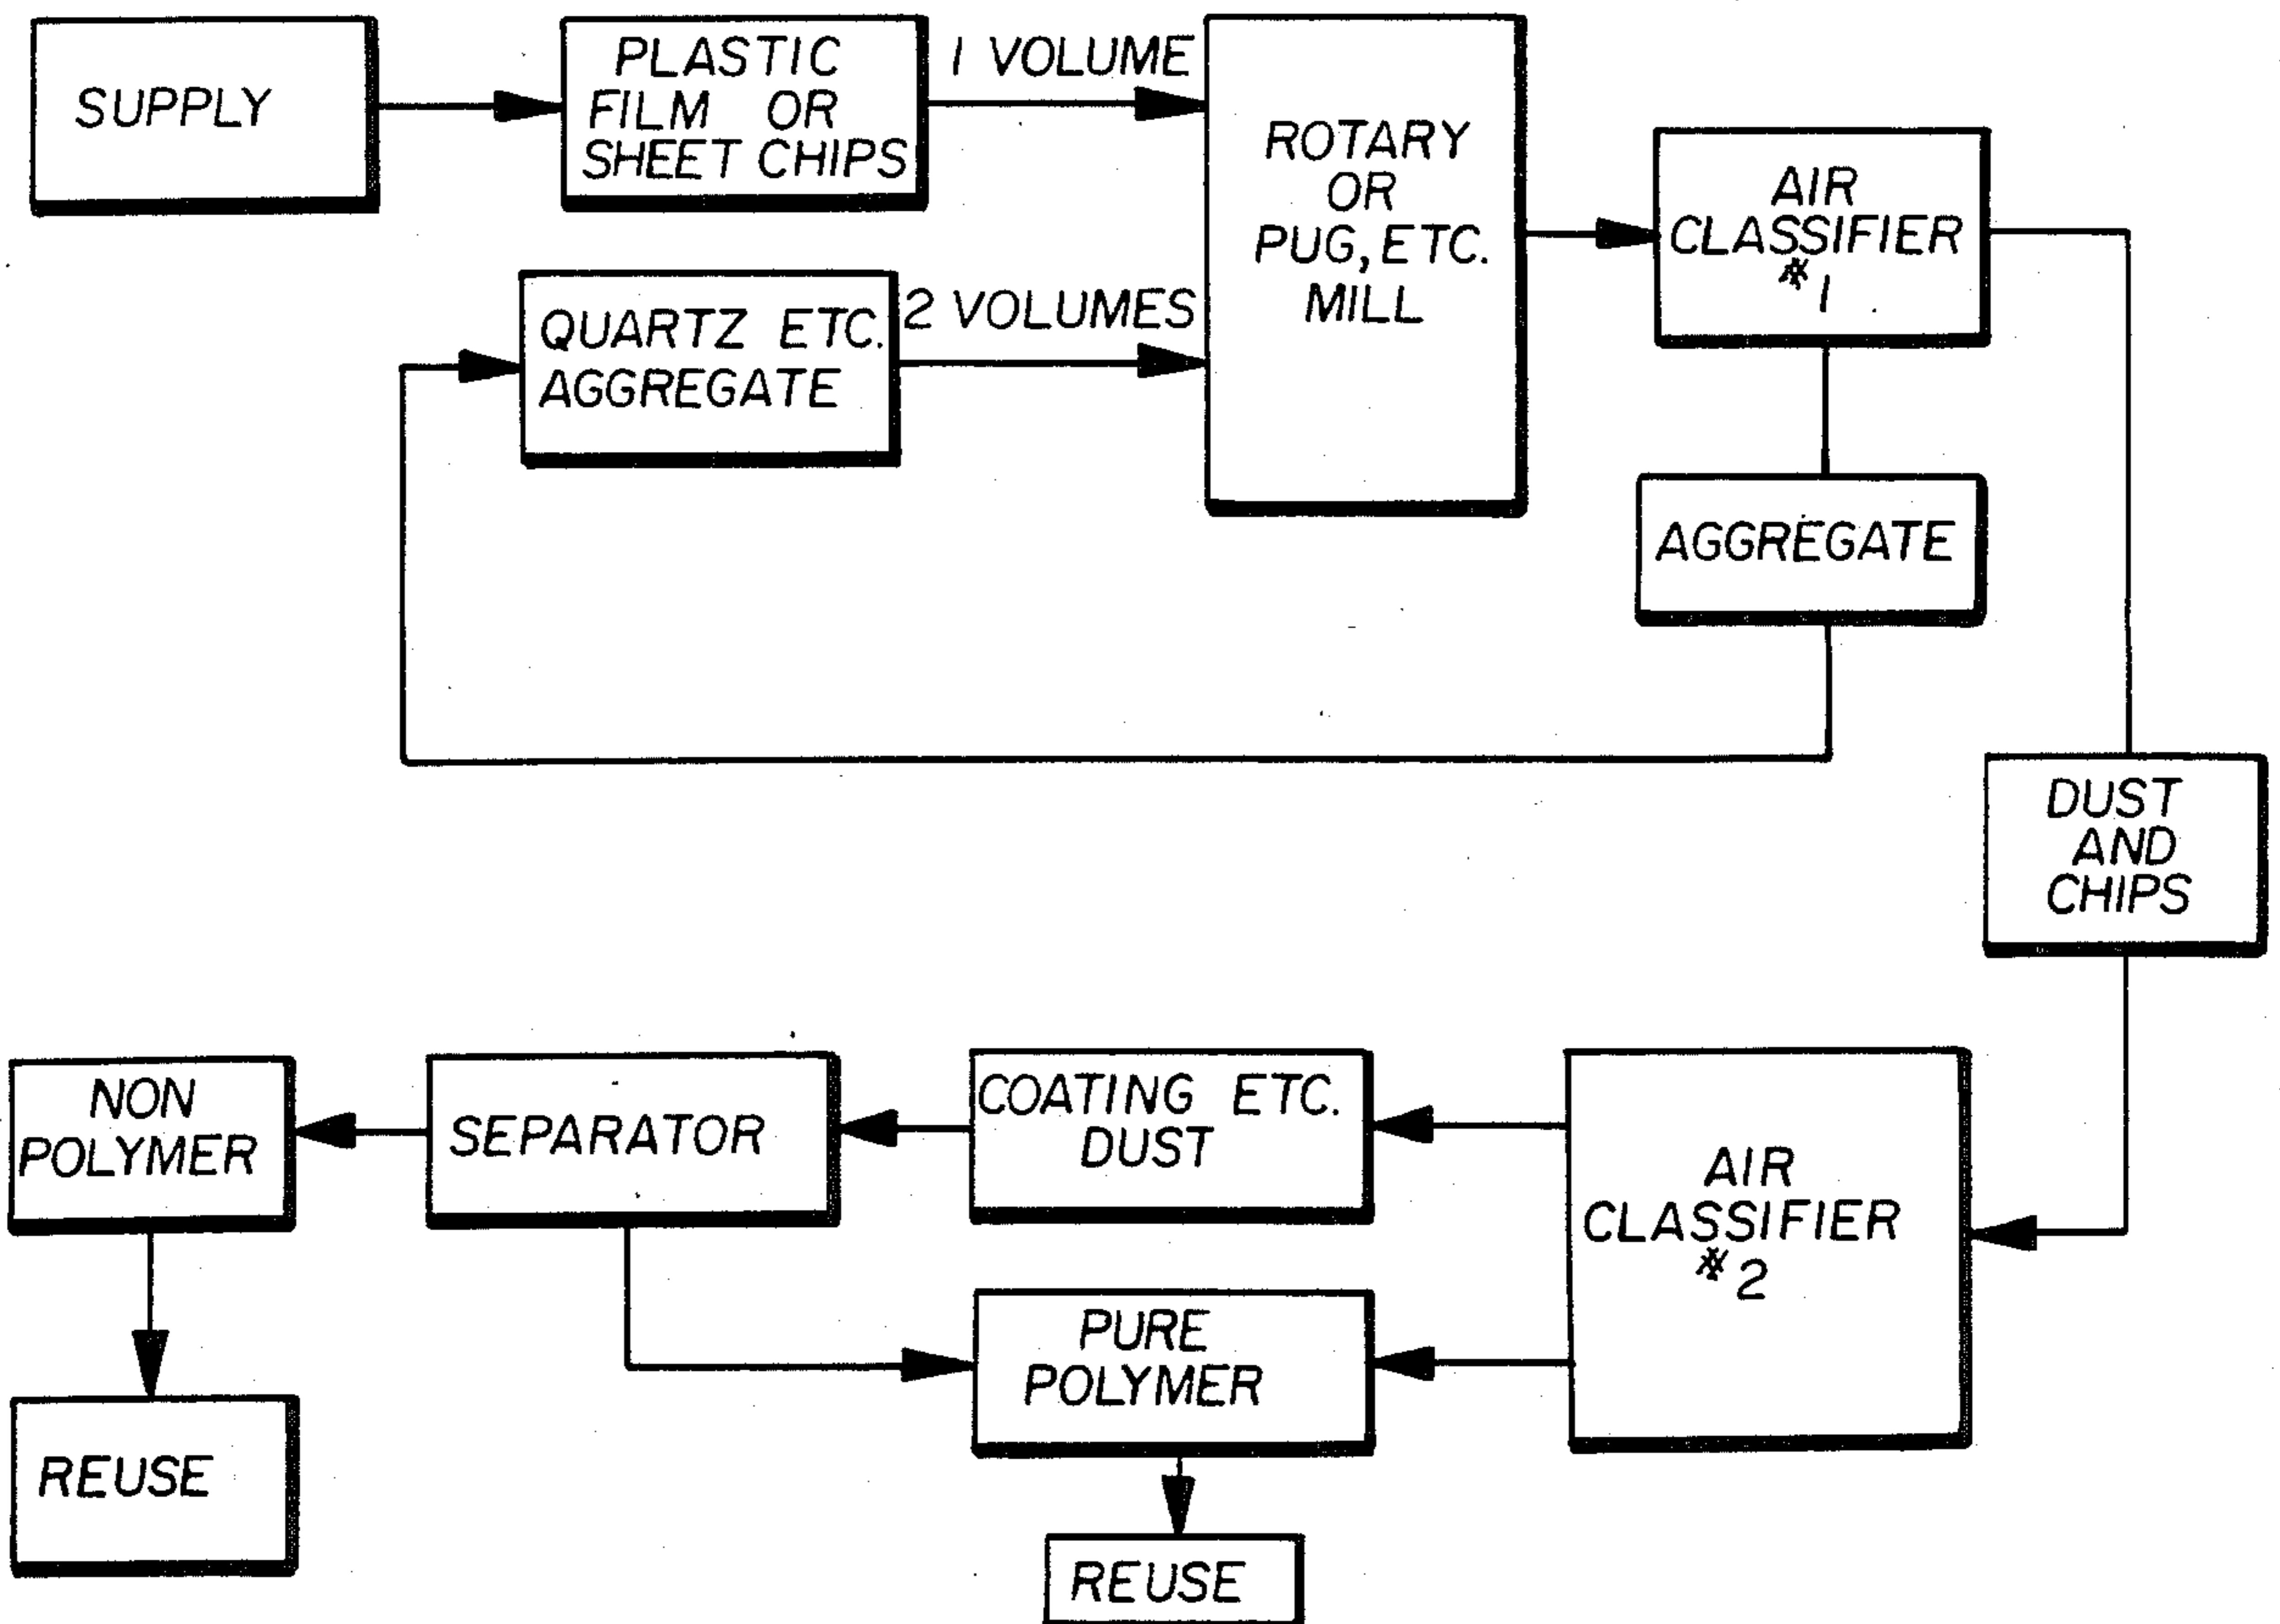 SUPPLY
PLASTIC
FILM OR
SHEET CHIPS
1 VOLUME
QUARTZ ETC.
AGGREGATE
2 VOLUMES
ROTARY
OR
PUG, ETC.
MILL
AIR
CLASSIFIER
#1
AGGREGATE
DUST
AND
CHIPS
AIR
CLASSIFIER
#2
COATING ETC.
DUST
SEPARATOR
NON
POLYMER
REUSE
PURE
POLYMER
REUSE